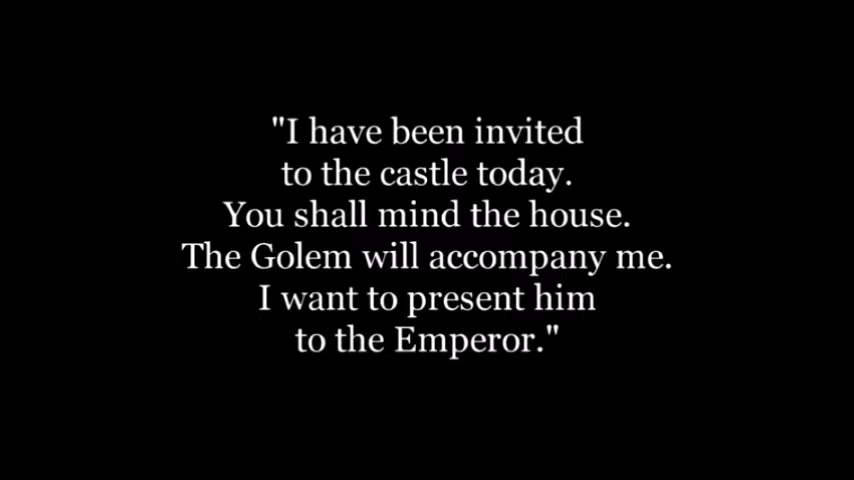 "I have been invited
to the castle today.
You shall mind the house.
The Golem will accompany me.
I want to present him
to the Emperor."